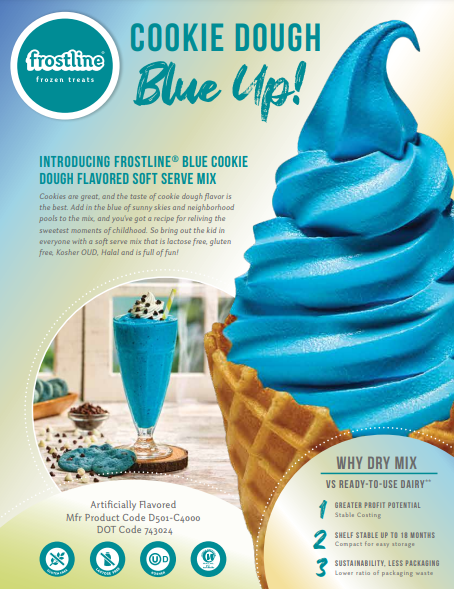 frostline®
frozen treats
COOKIE DOUGH
Blue Up!
INTRODUCING FROSTLINE® BLUE COOKIE
DOUGH FLAVORED SOFT SERVE MIX
Cookies are great, and the taste of cookie dough flavor is
the best. Add in the blue of sunny skies and neighborhood
pools to the mix, and you've got a recipe for reliving the
sweetest moments of childhood. So bring out the kid in
everyone with a soft serve mix that is lactose free, gluten
free, Kosher OUD, Halal and is full of fun!
Artificially Flavored
Mfr Product Code D501-C4000
DOT Code 743024
GLUTEN FREE
LACTOSE FREE
U D
KOSHER
WHY DRY MIX
VS READY-TO-USE DAIRY**
1 GREATER PROFIT POTENTIAL
Stable Costing
2 SHELF STABLE UP TO 18 MONTHS
Compact for easy storage
3 SUSTAINABILITY, LESS PACKAGING
Lower ratio of packaging waste